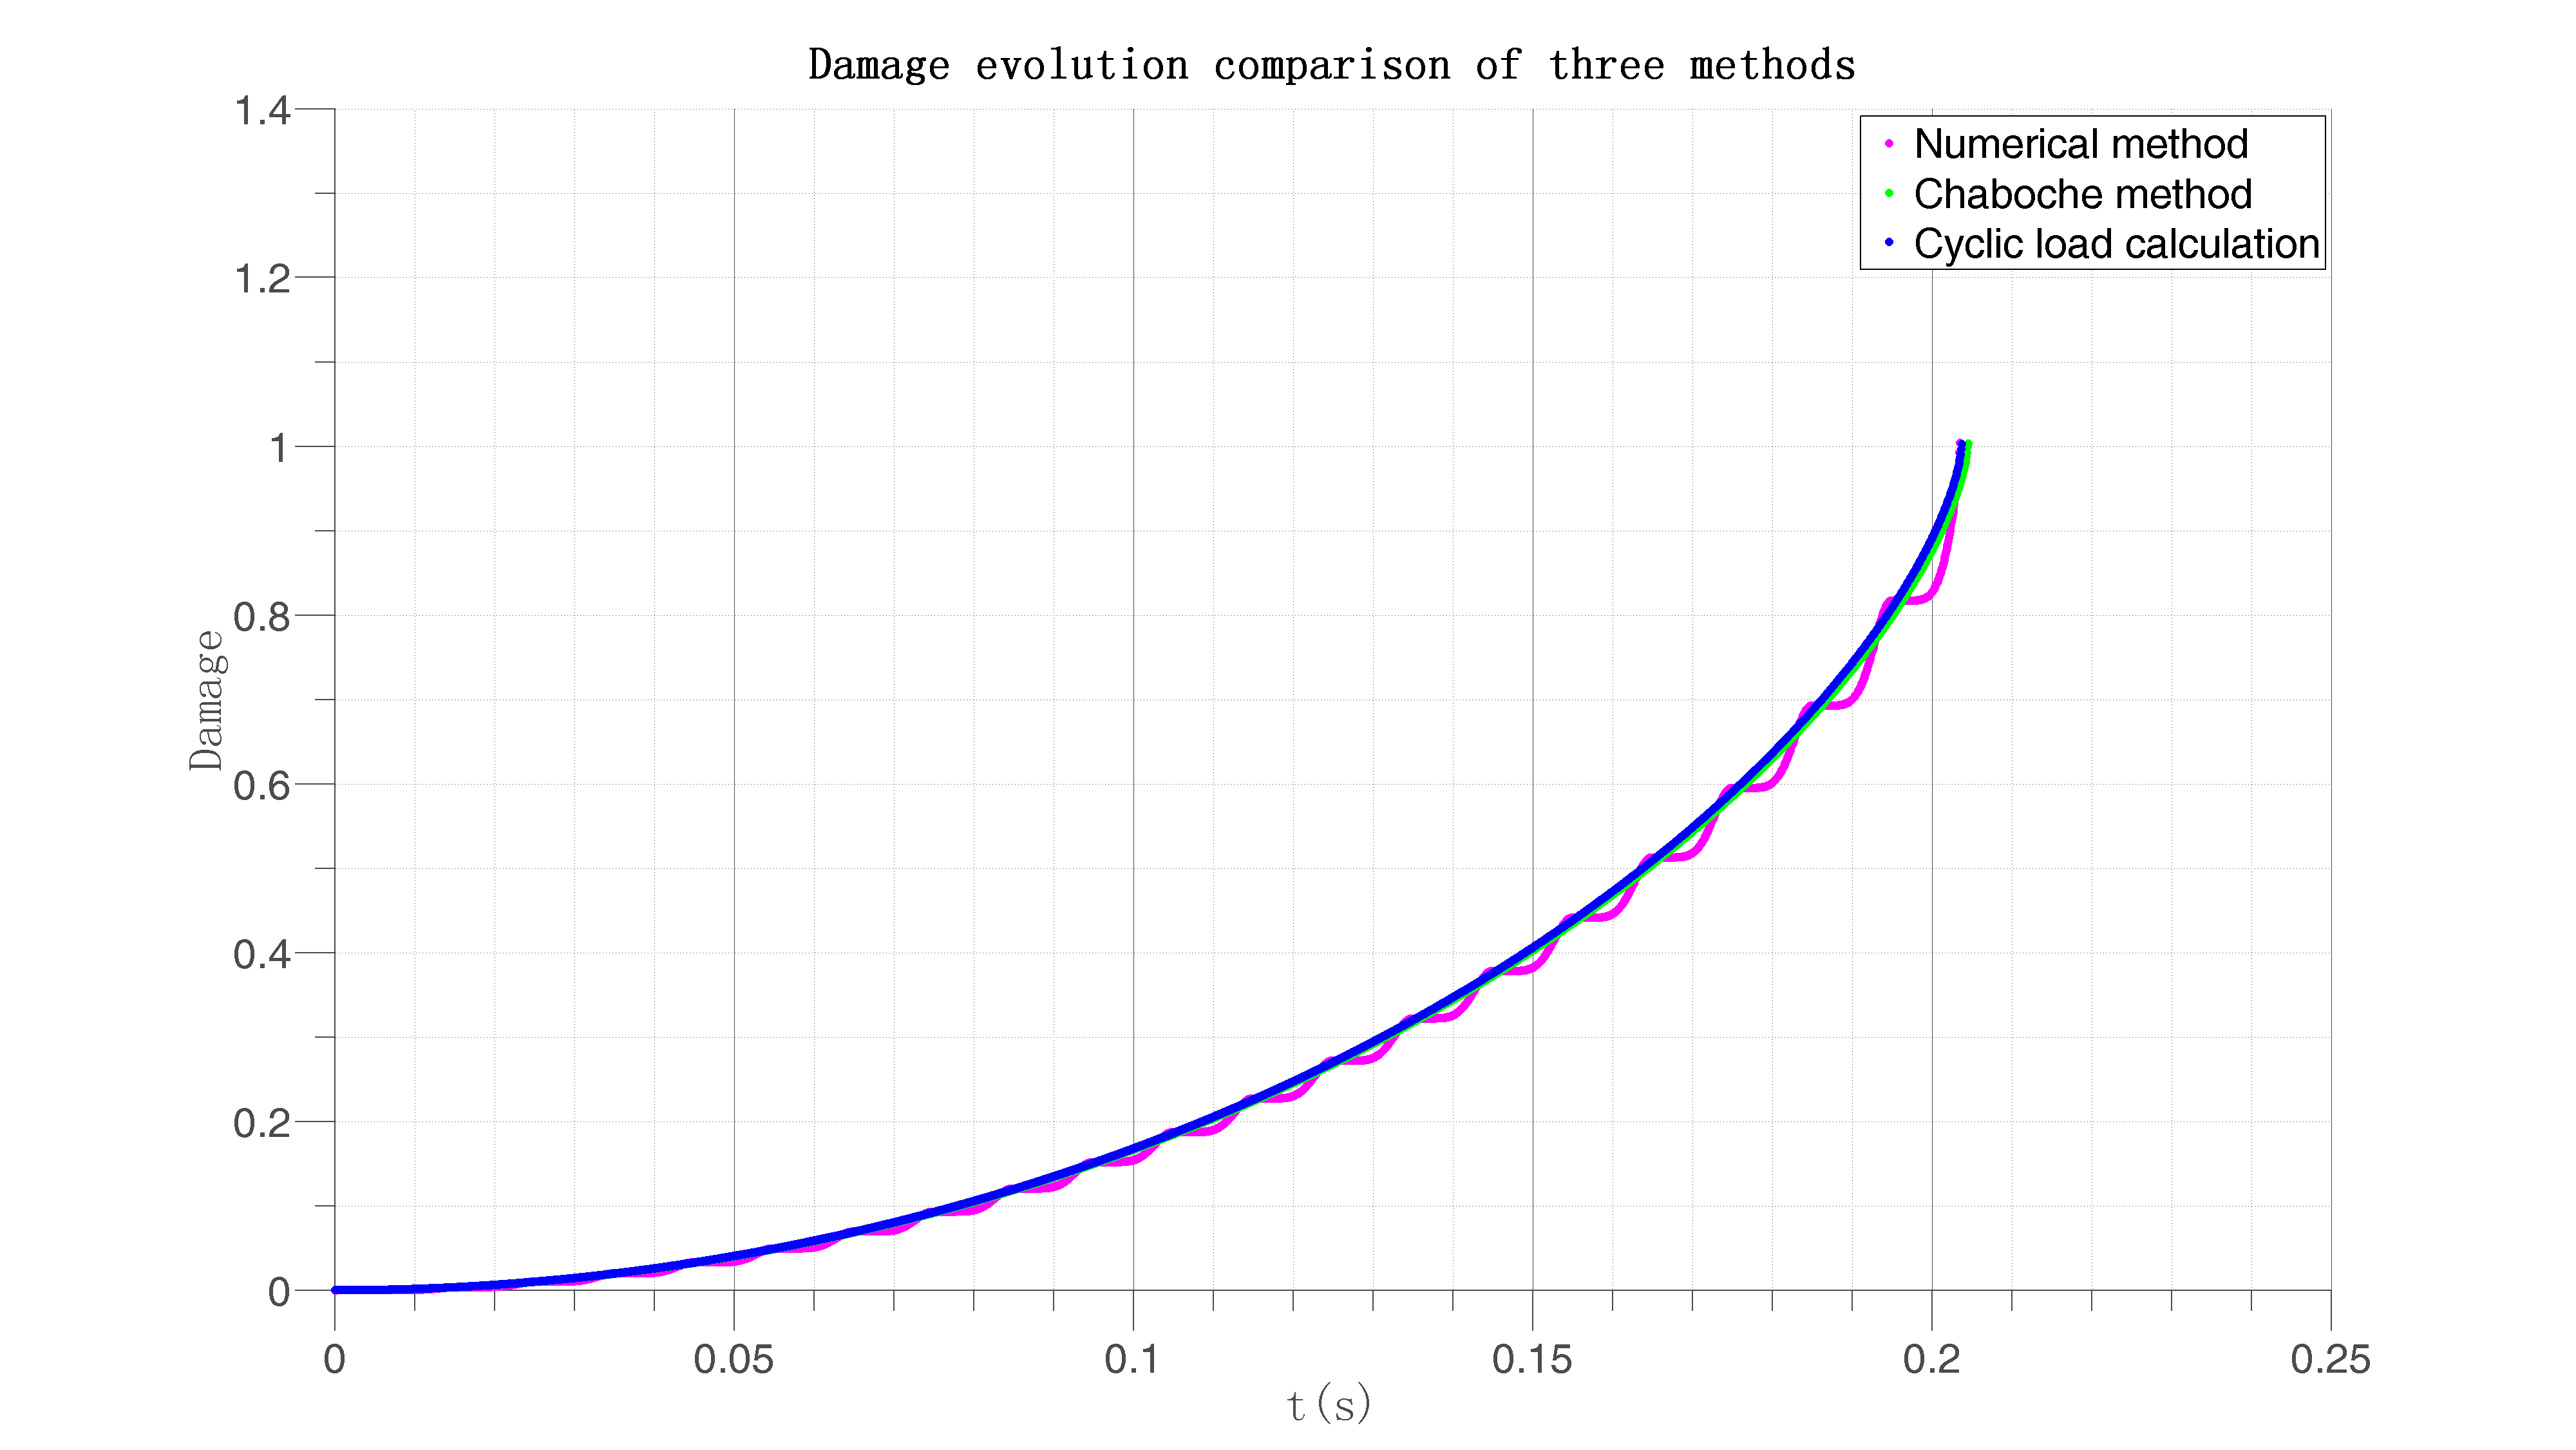 Damage evolution comparison of three methods
1.4
1.2
1
0.8
0.6
0.4
0.2
0
Damage
Numerical method
Chaboche method
Cyclic load calculation
0 0.05 0.1 0.15 0.2 0.25
t(s)